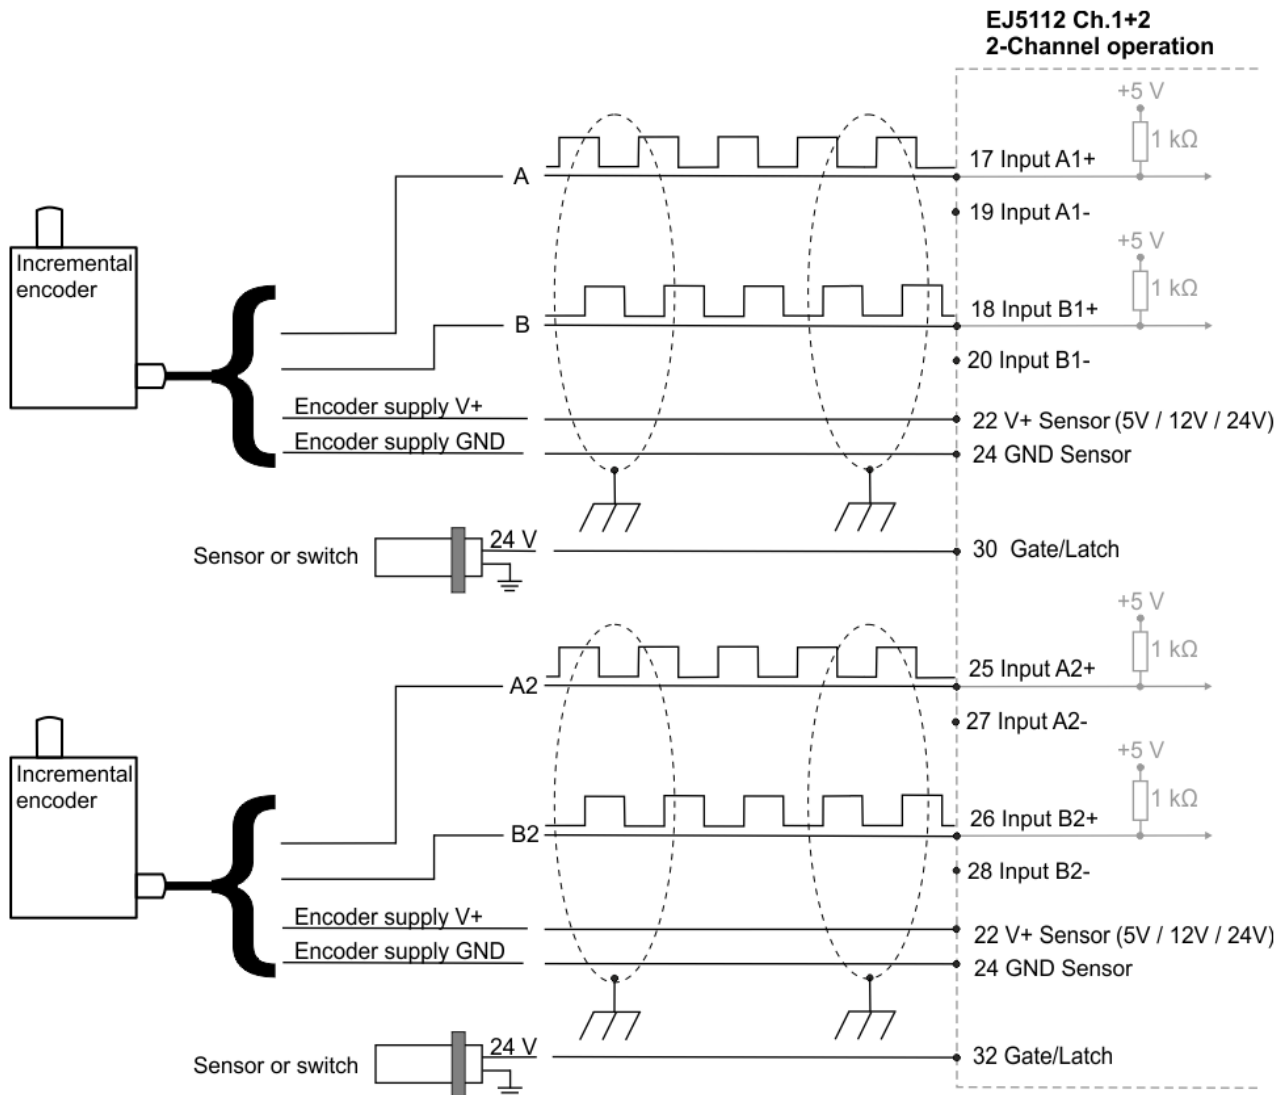 EJ5112 Ch.1+2
2-Channel operation
+5 V
1 kΩ
17 Input A1+
A
19 Input A1-
+5 V
Incremental
encoder
1 kΩ
18 Input B1+
B
20 Input B1-
Encoder supply V+
22 V+ Sensor (5V / 12V / 24V)
Encoder supply GND
24 GND Sensor
24 V
Sensor or switch
30 Gate/Latch
+5 V
1 kΩ
25 Input A2+
A2
27 Input A2-
+5 V
Incremental
encoder
1 kΩ
26 Input B2+
B2
28 Input B2-
Encoder supply V+
22 V+ Sensor (5V / 12V / 24V)
Encoder supply GND
24 GND Sensor
24 V
Sensor or switch
32 Gate/Latch